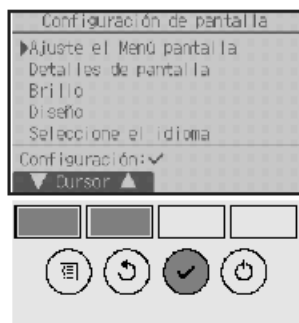 Configuración de pantalla
Ajuste el Menú pantalla
Detalles de pantalla
Brillo
Diseño
Seleccione el idioma
Configuración:✓
▼ Cursor ▲